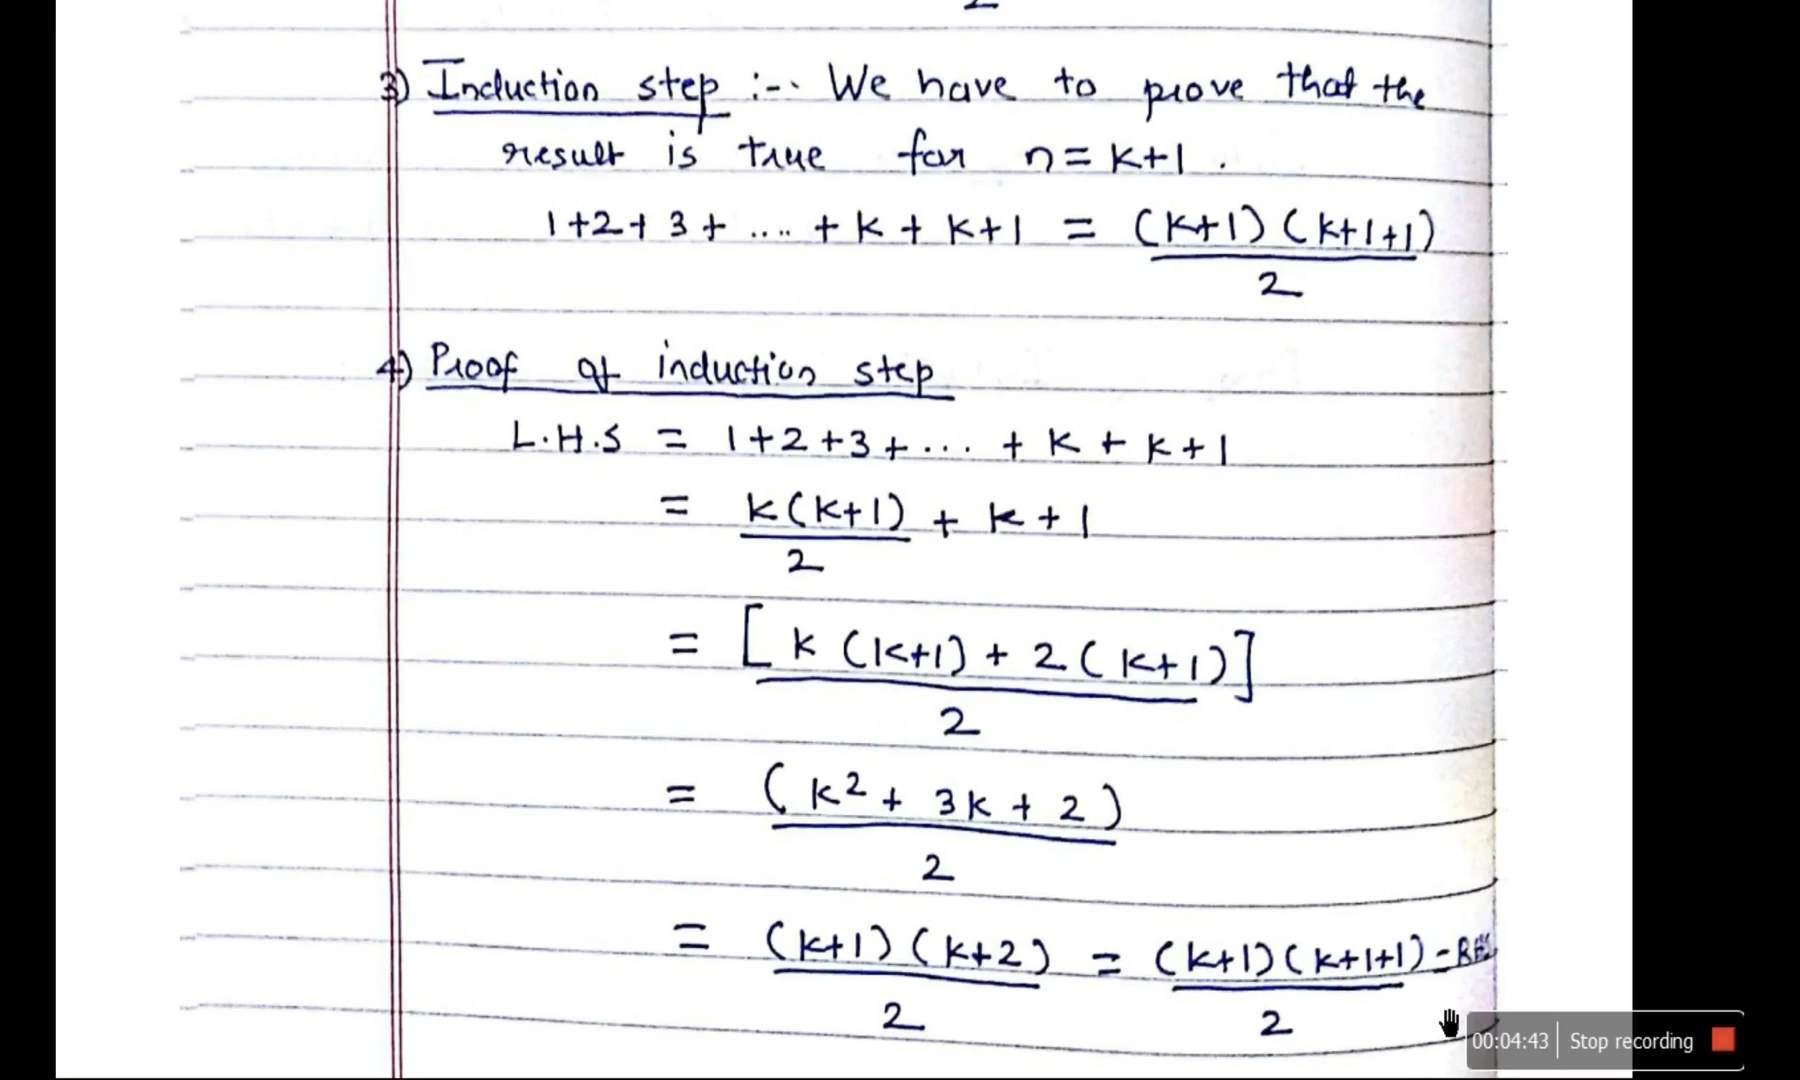 3) Induction step :-- We have to prove that the
result is true for n = k+1 .
1+2+ 3+ ..... + k + k+1 = (k+1) (k+1+1)
2
4) Proof of induction step
L.H.S = 1+2+3+... + k + k+1
= k(k+1) + k+1
2
= [ k (k+1) + 2 ( k+1)]
2
= ( k² + 3k + 2 )
2
= (k+1) (k+2) = (k+1) (k+1+1) = RHS
2 2
00:04:43 Stop recording